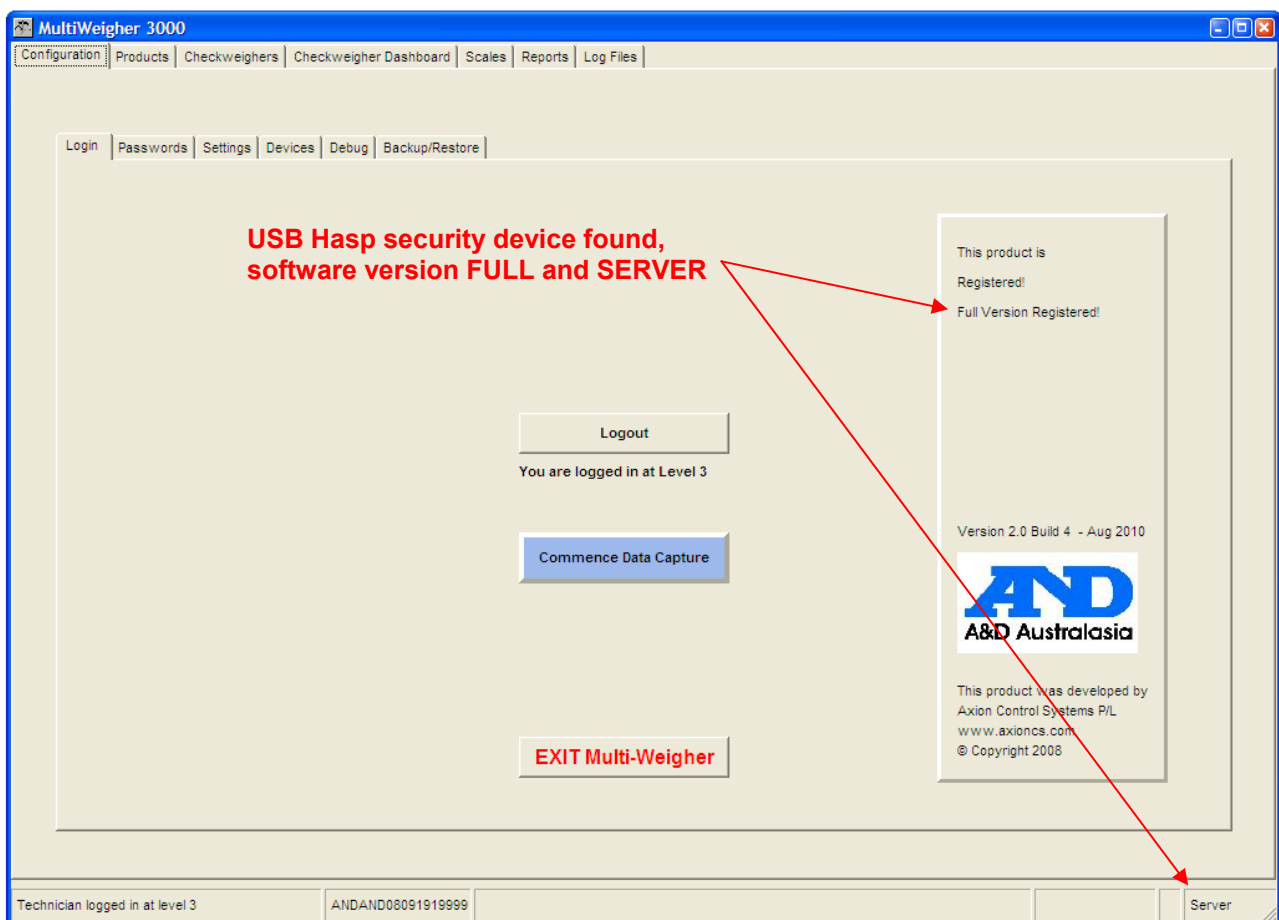 MultiWeigher 3000
Configuration Products Checkweighers Checkweigher Dashboard Scales Reports Log Files
Login Passwords Settings Devices Debug Backup/Restore
USB Hasp security device found,
software version FULL and SERVER
This product is
Registered!
Full Version Registered!
Logout
You are logged in at Level 3
Commence Data Capture
Version 2.0 Build 4 - Aug 2010
AND
A&D Australasia
This product was developed by
Axion Control Systems P/L
www.axioncs.com
© Copyright 2008
EXIT Multi-Weigher
Technician logged in at level 3 ANDAND08091919999 Server